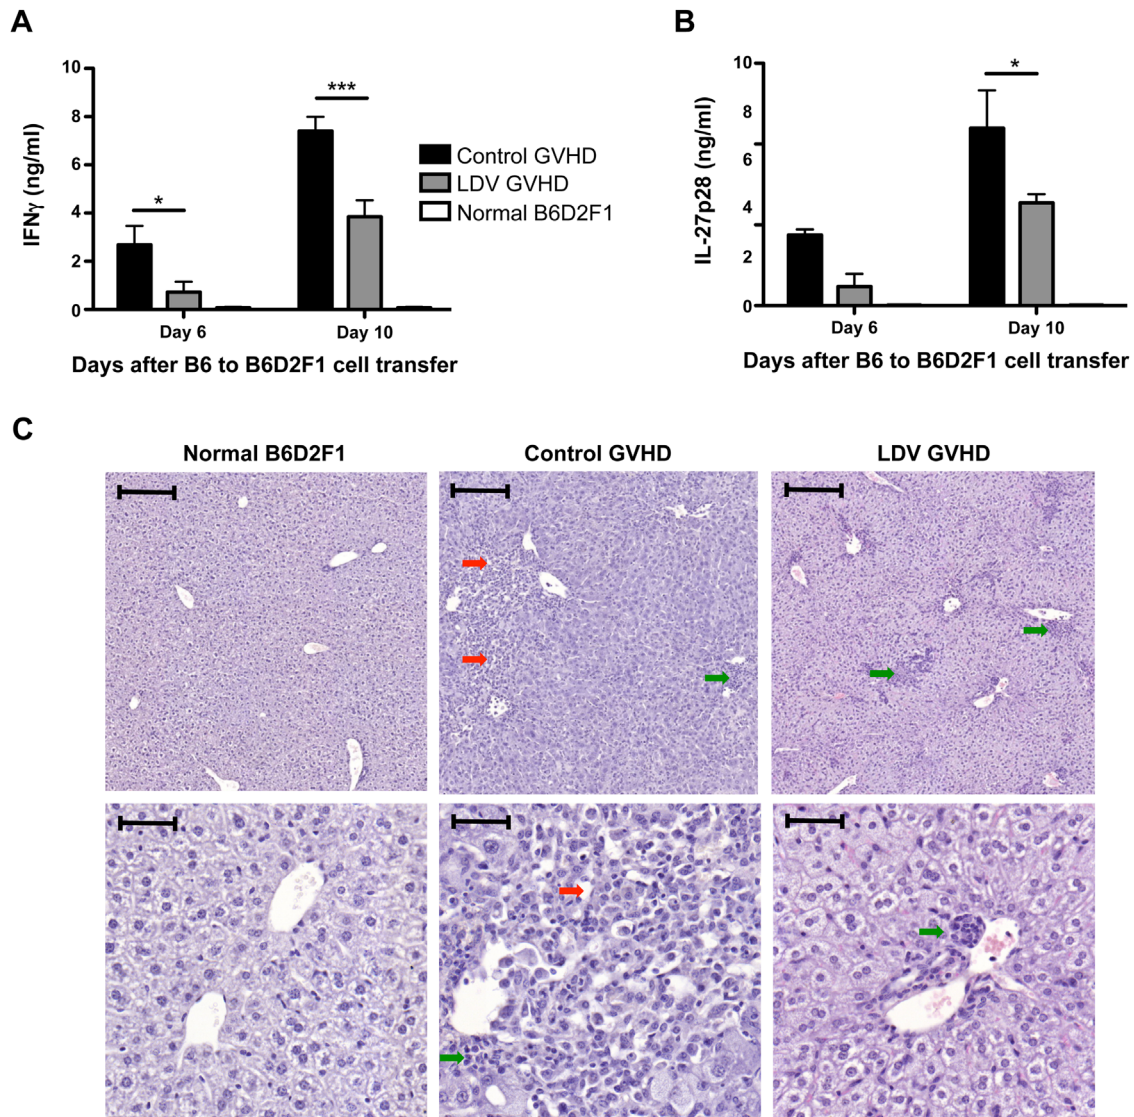 A
IFNγ (ng/ml)
10
8
6
4
2
0
*
***
Control GVHD
LDV GVHD
Normal B6D2F1
Day 6
Day 10
Days after B6 to B6D2F1 cell transfer
B
IL-27p28 (ng/ml)
10
8
6
4
2
0
*
Day 6
Day 10
Days after B6 to B6D2F1 cell transfer
C
Normal B6D2F1
Control GVHD
LDV GVHD